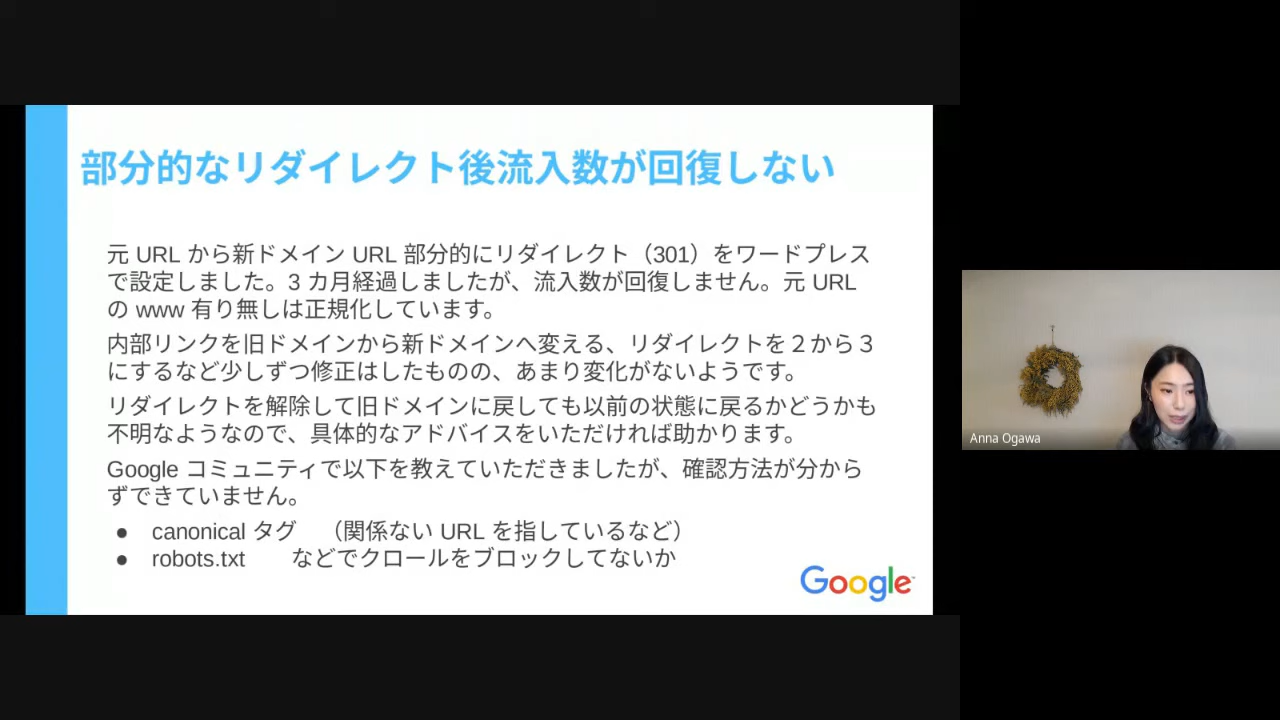 部分的なリダイレクト後流入数が回復しない
元 URL から新ドメイン URL 部分的にリダイレクト（301）をワードプレス
で設定しました。3 カ月経過しましたが、流入数が回復しません。元 URL
の www 有り無しは正規化しています。
内部リンクを旧ドメインから新ドメインへ変える、リダイレクトを２から３
にするなど少しずつ修正はしたものの、あまり変化がないようです。
リダイレクトを解除して旧ドメインに戻しても以前の状態に戻るかどうかも
不明なようなので、具体的なアドバイスをいただければ助かります。
Google コミュニティで以下を教えていただきましたが、確認方法が分から
ずできていません。
● canonical タグ （関係ない URL を指しているなど）
● robots.txt などでクロールをブロックしてないか
Google
Anna Ogawa